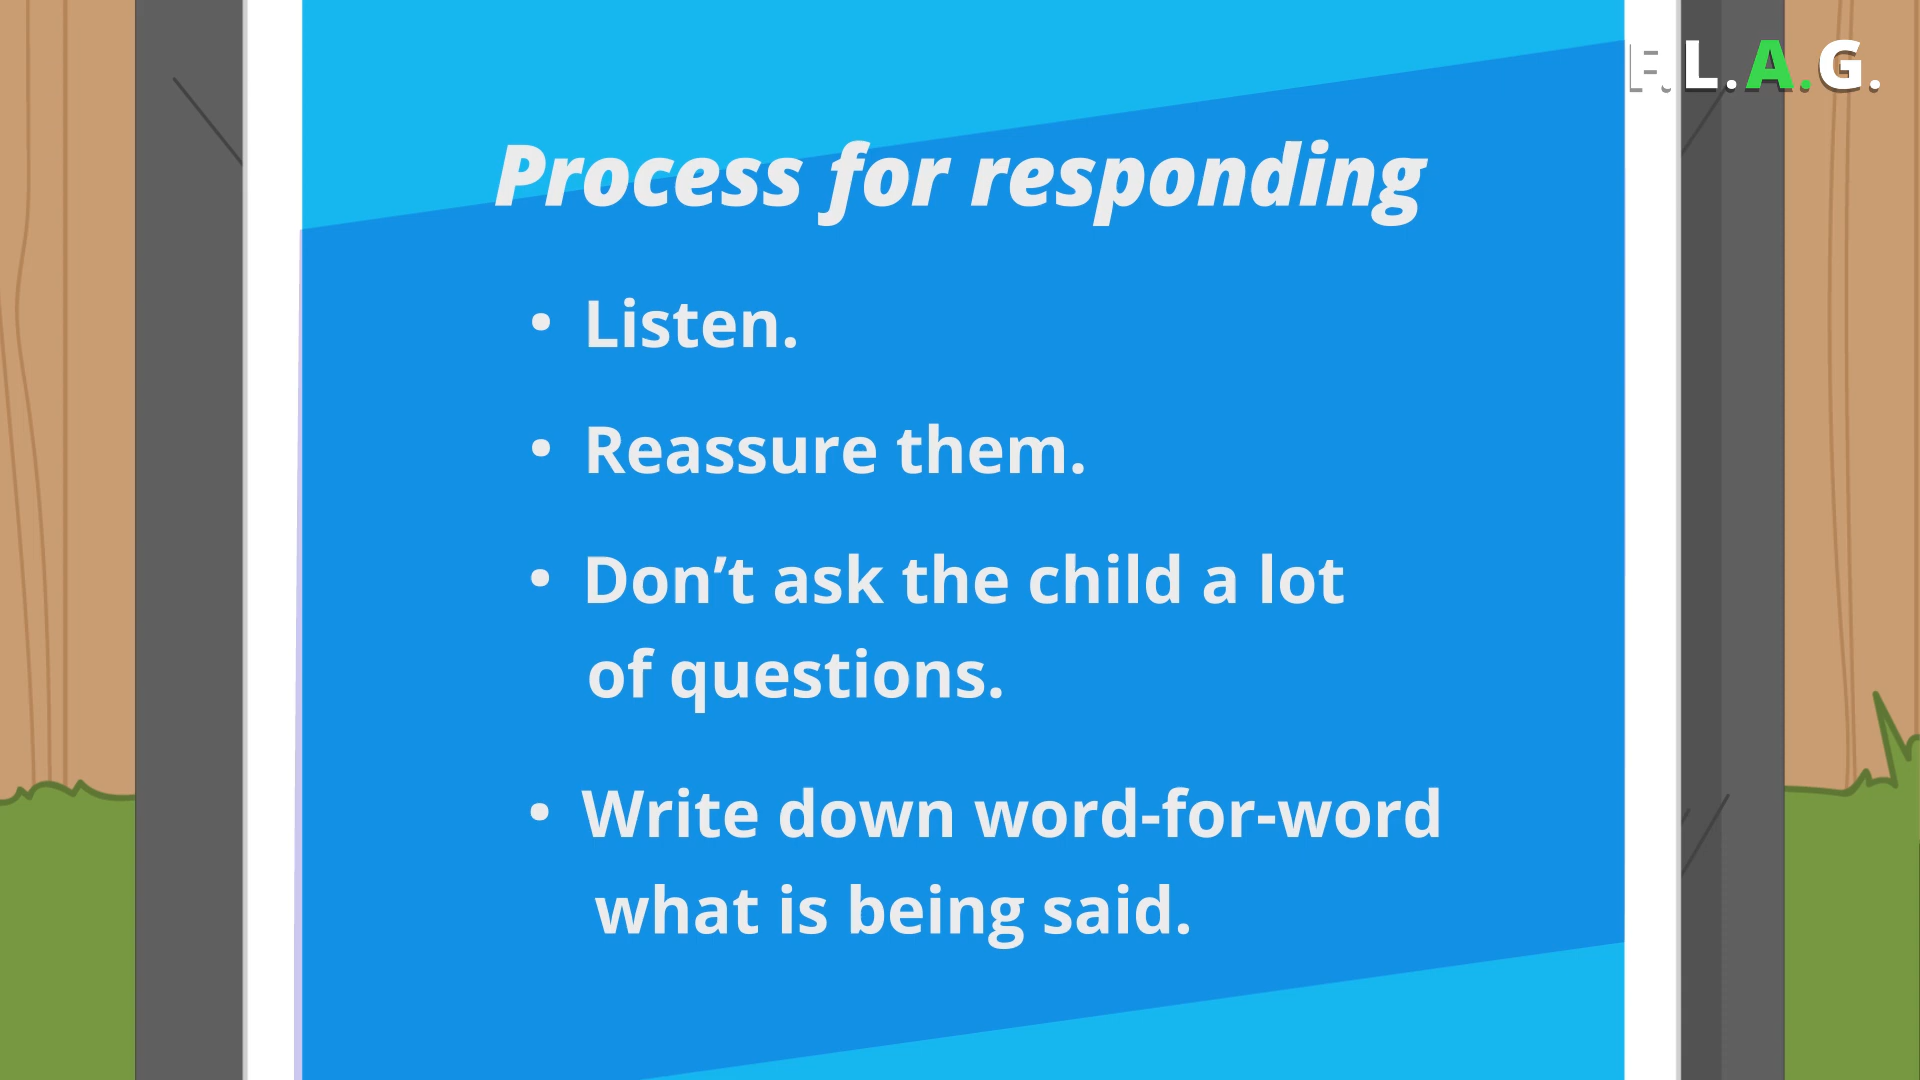 F.L.A.G.
Process for responding
• Listen.
• Reassure them.
• Don’t ask the child a lot
of questions.
• Write down word-for-word
what is being said.